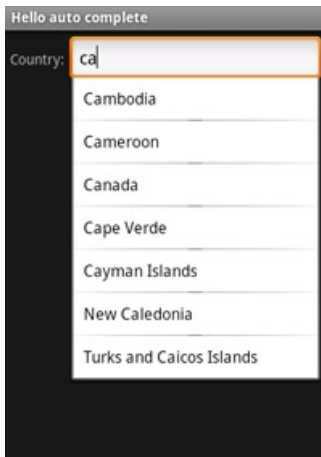 Hello auto complete
Country: ca
Cambodia
Cameroon
Canada
Cape Verde
Cayman Islands
New Caledonia
Turks and Caicos Islands